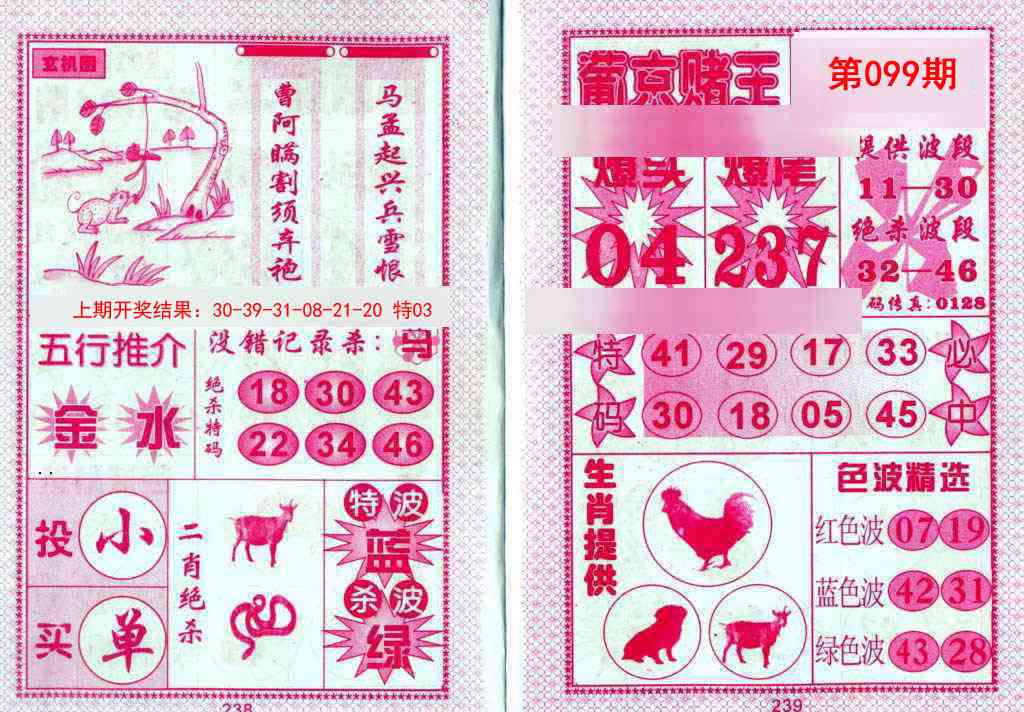 玄机图
马孟起兴兵雪恨
曹阿瞒割须弃袍
上期开奖结果：30-39-31-08-21-20 特03
五行推介
金 水
没错记录杀：
绝杀特码
18 30 43
22 34 46
投 小
买 单
二肖绝杀
特波
蓝
杀波
绿
238
葡京赌王
第099期
04
237
提供波段
11—30
绝杀波段
32—46
码传真：0128
特 41 29 17 33 必
码 30 18 05 45 中
生肖提供
色波精选
红色波 07 19
蓝色波 42 31
绿色波 43 28
239